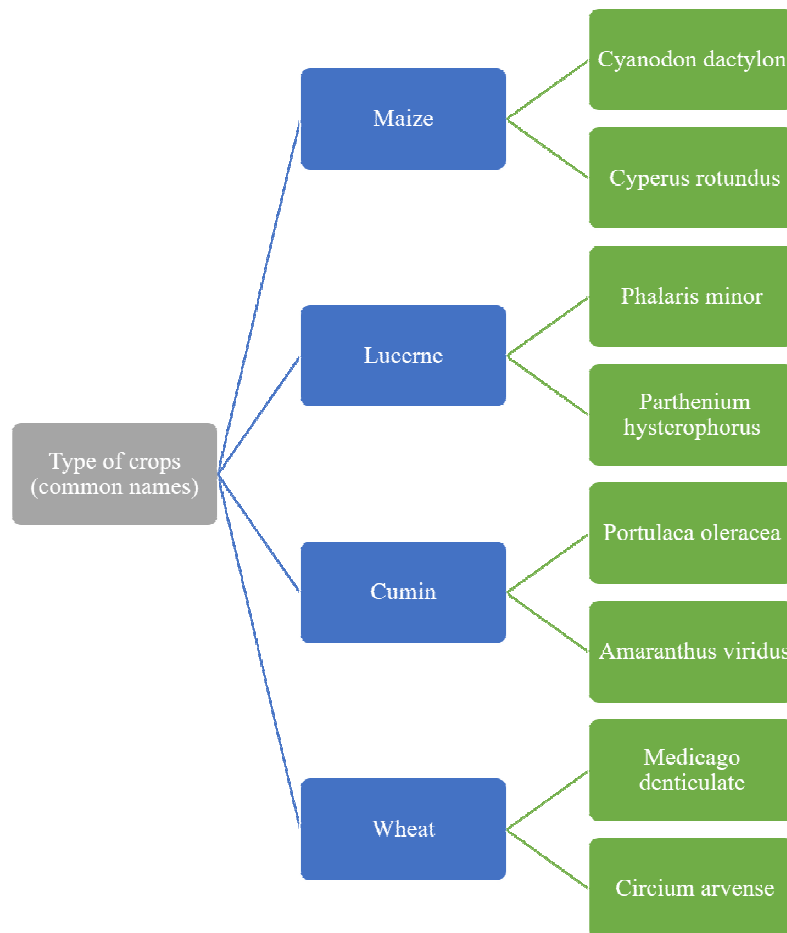 Type of crops
(common names)
Maize
Cyanodon dactylon
Cyperus rotundus
Lucerne
Phalaris minor
Parthenium
hysterophorus
Cumin
Portulaca oleracea
Amaranthus viridus
Wheat
Medicago
denticulate
Circium arvense